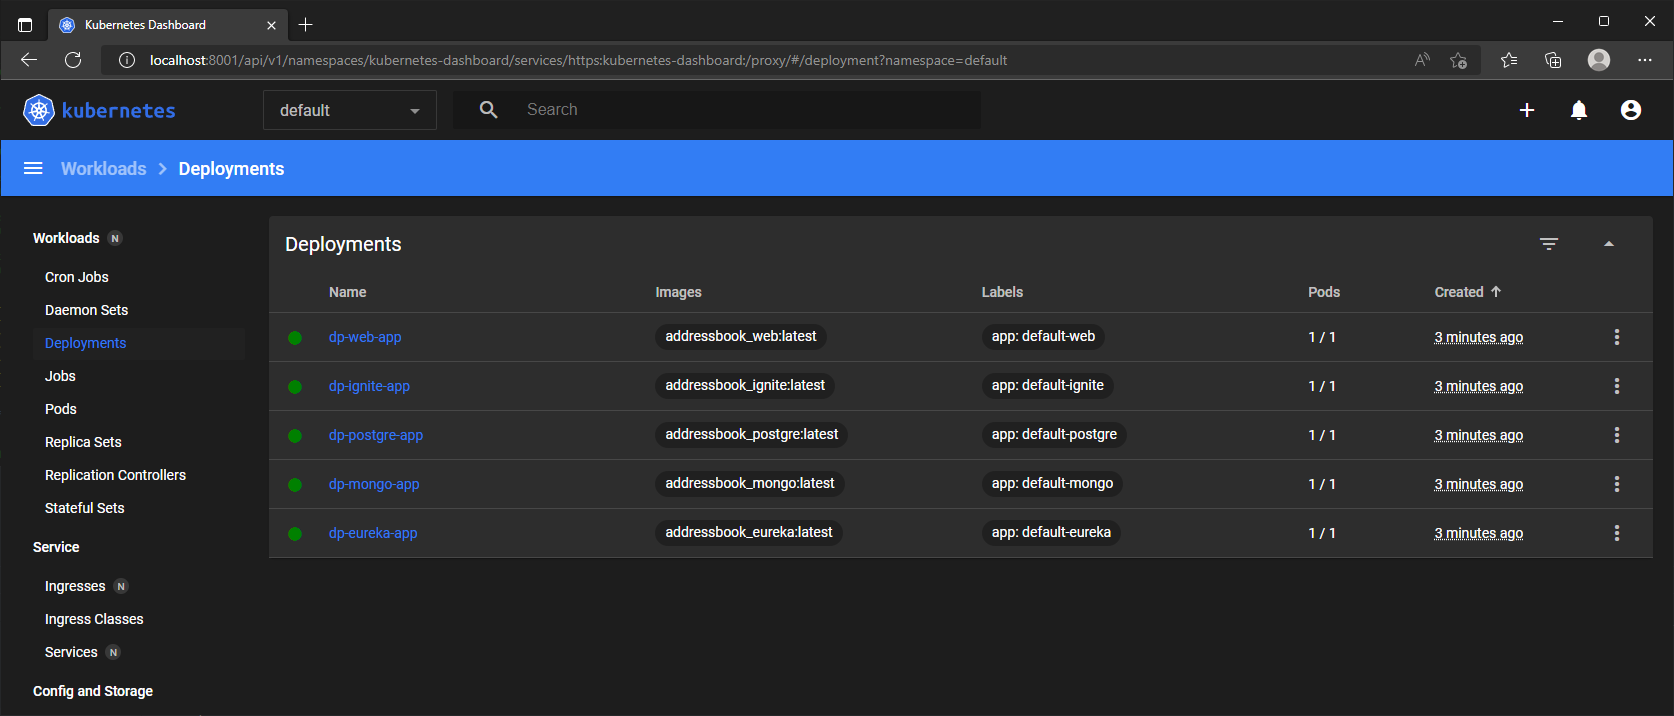 Kubernetes Dashboard
localhost:8001/api/v1/namespaces/kubernetes-dashboard/services/https:kubernetes-dashboard:/proxy/#/deployment?namespace=default
kubernetes
default
Search
Workloads > Deployments
Workloads N
Cron Jobs
Daemon Sets
Deployments
Jobs
Pods
Replica Sets
Replication Controllers
Stateful Sets
Service
Ingresses N
Ingress Classes
Services N
Config and Storage
Deployments
Name Images Labels Pods Created
dp-web-app addressbook_web:latest app: default-web 1 / 1 3 minutes ago
dp-ignite-app addressbook_ignite:latest app: default-ignite 1 / 1 3 minutes ago
dp-postgre-app addressbook_postgre:latest app: default-postgre 1 / 1 3 minutes ago
dp-mongo-app addressbook_mongo:latest app: default-mongo 1 / 1 3 minutes ago
dp-eureka-app addressbook_eureka:latest app: default-eureka 1 / 1 3 minutes ago